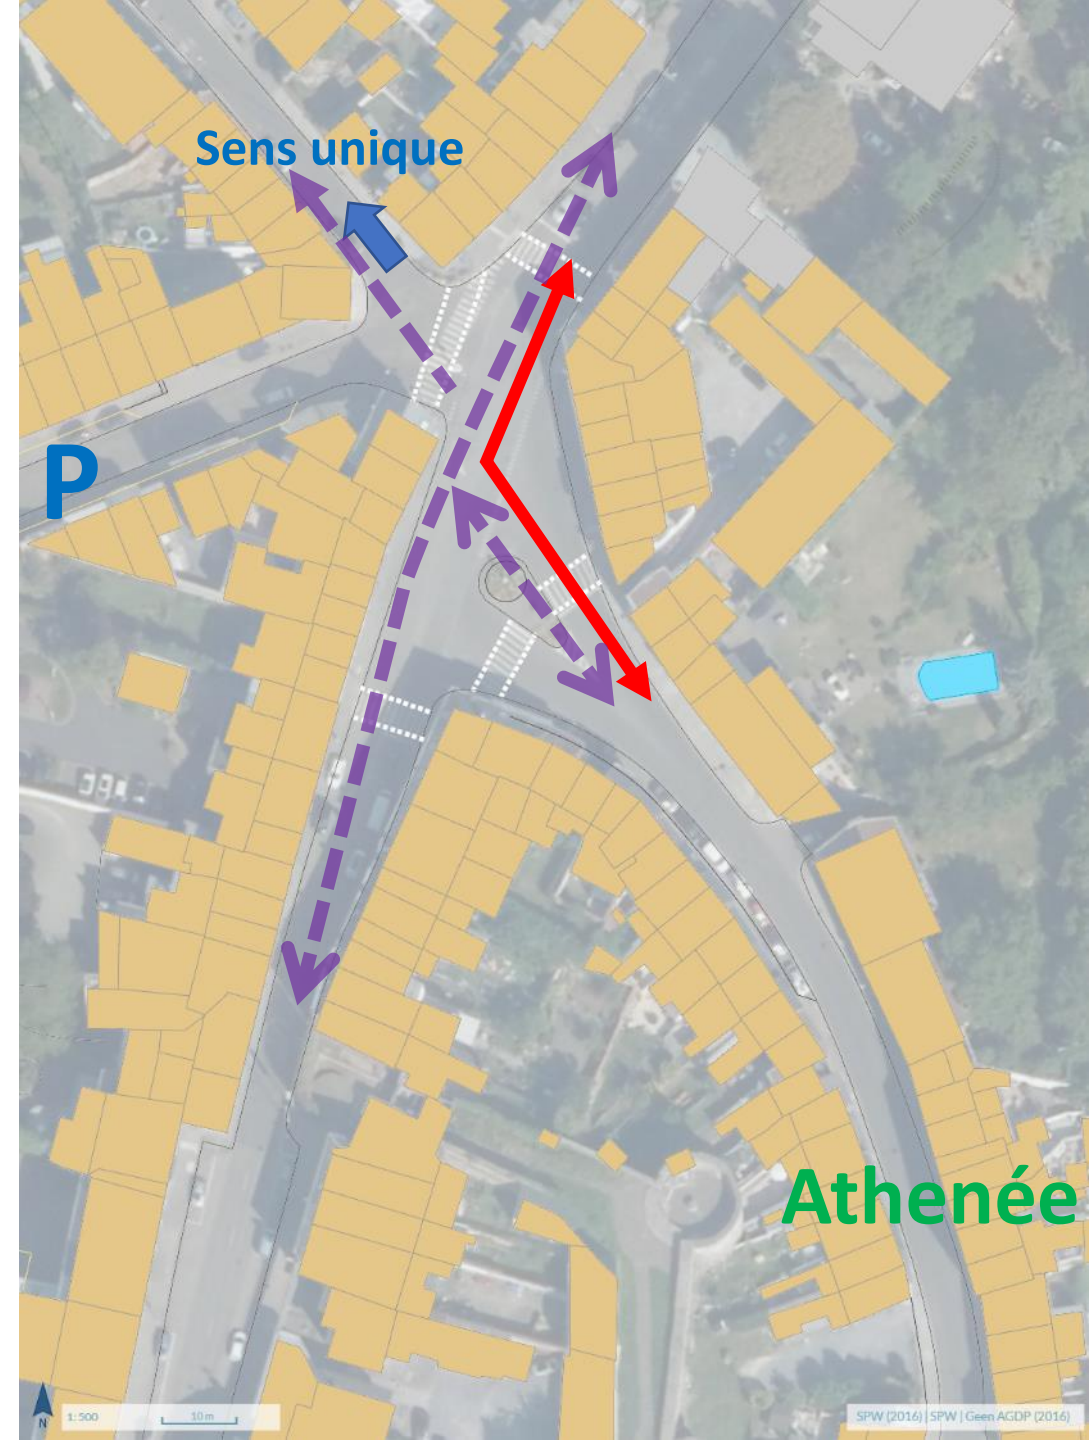 Sens unique
P
Athenée
N
1: 500
10 m
SPW (2016) | SPW | Geen AGDP (2016)